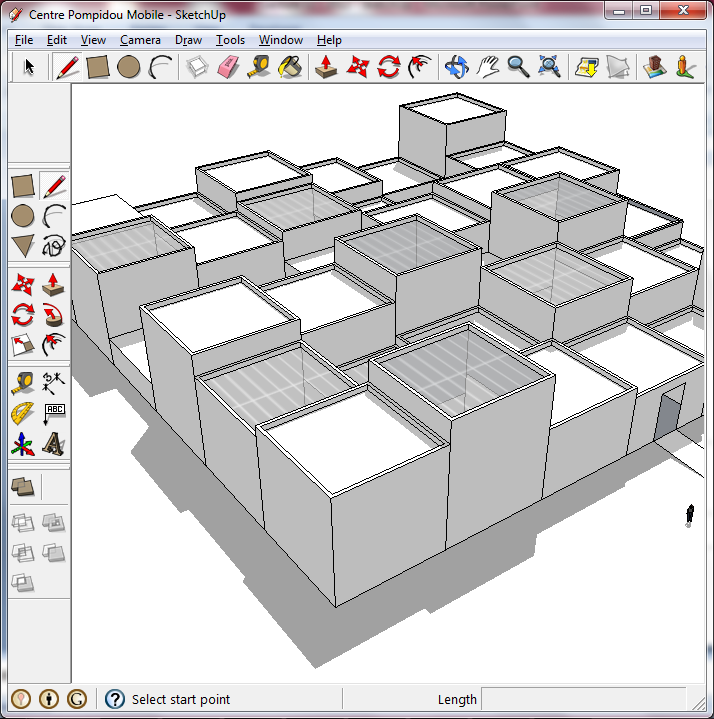 Centre Pompidou Mobile - SketchUp
File Edit View Camera Draw Tools Window Help
ABC
A
G
? Select start point Length